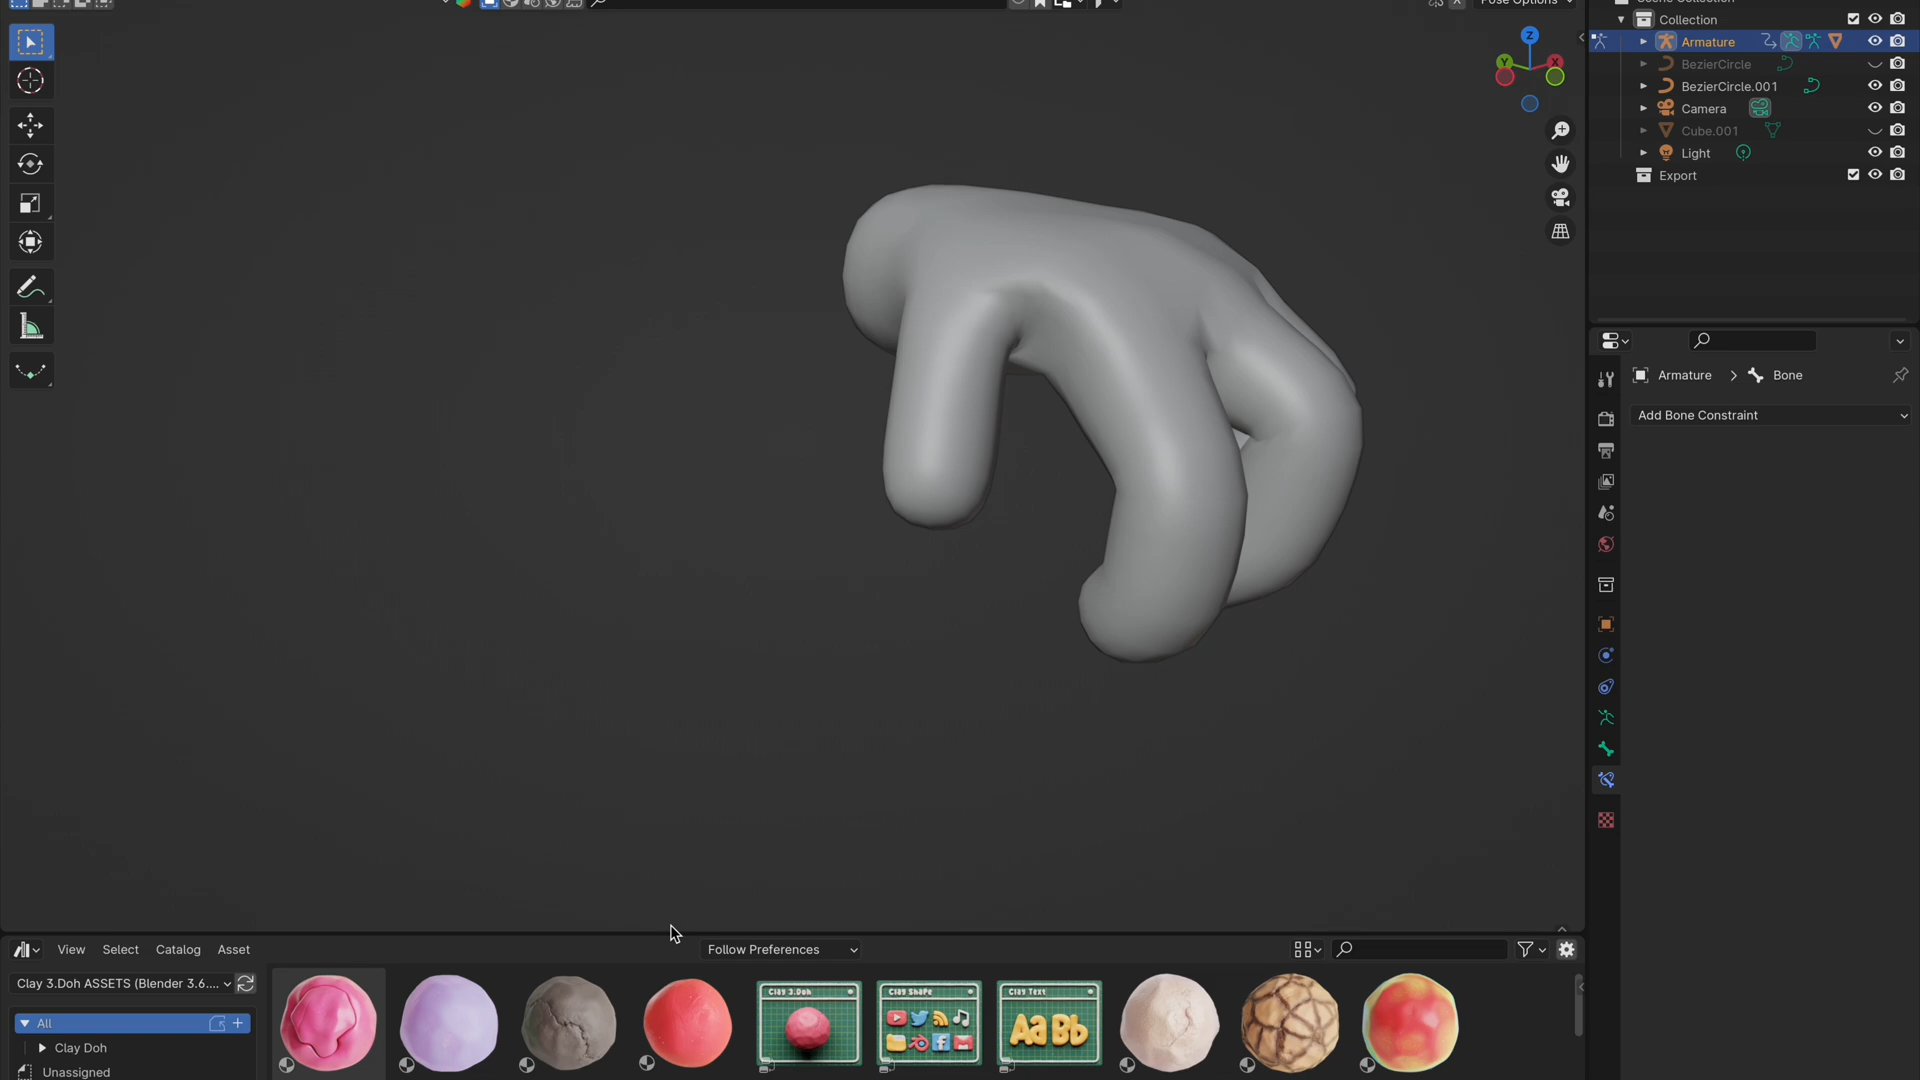 Pose Options
Scene Collection
Collection
Armature
BezierCircle
BezierCircle.001
Camera
Cube.001
Light
Export
Z
Y
X
Armature > Bone
Add Bone Constraint
View Select Catalog Asset
Follow Preferences
Clay 3.Doh ASSETS (Blender 3.6....
All
Clay Doh
Unassigned
Clay 3.Doh
Clay Shape
Clay Text
Aa Bb